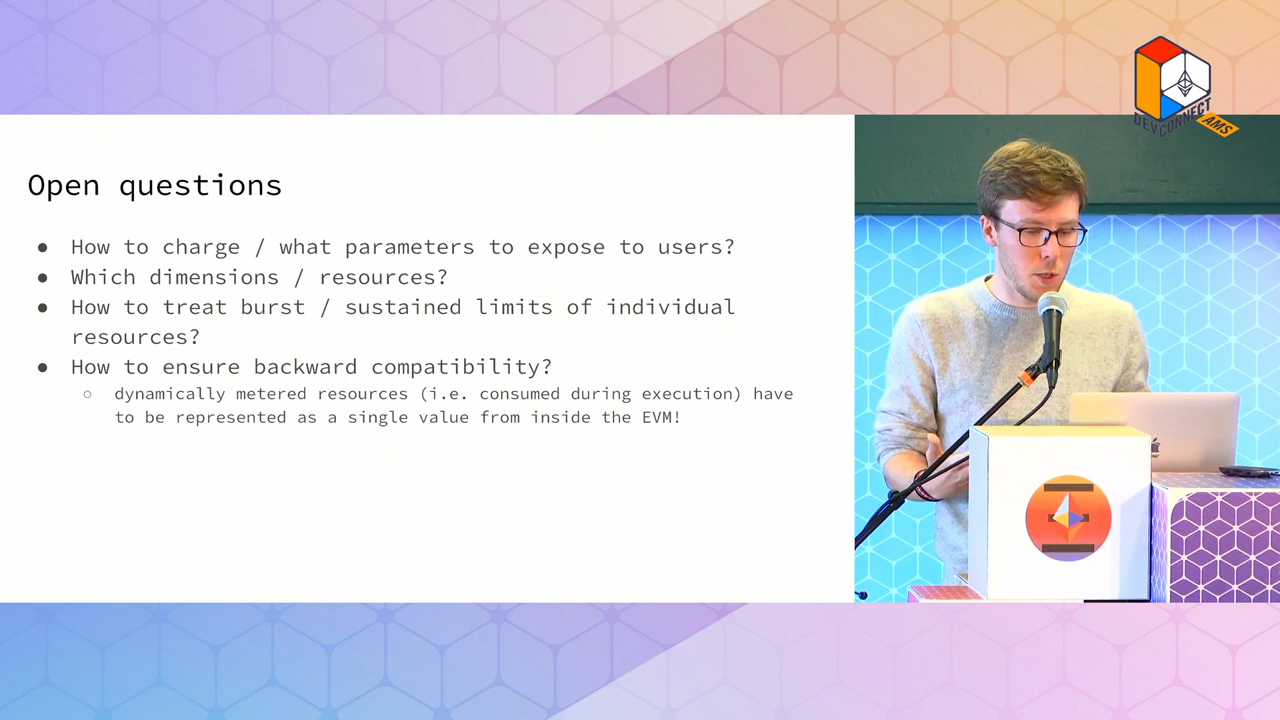 DEVCONNECT
AMS
Open questions
● How to charge / what parameters to expose to users?
● Which dimensions / resources?
● How to treat burst / sustained limits of individual
resources?
● How to ensure backward compatibility?
○ dynamically metered resources (i.e. consumed during execution) have
to be represented as a single value from inside the EVM!